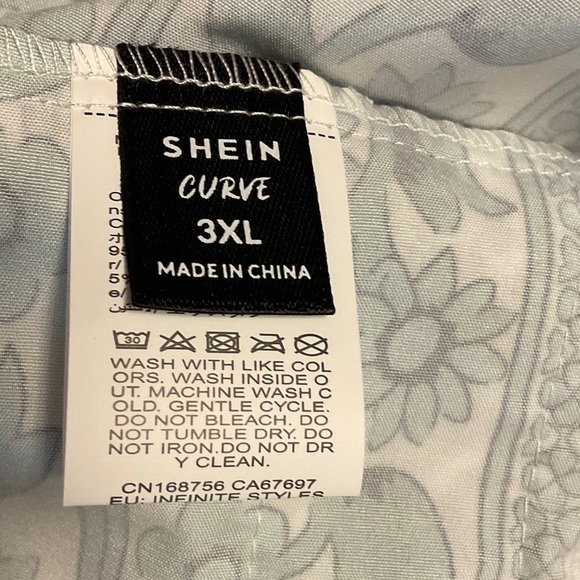 SHEIN
CURVE
3XL
MADE IN CHINA
30
WASH WITH LIKE COL
ORS. WASH INSIDE O
UT. MACHINE WASH C
OLD. GENTLE CYCLE.
DO NOT BLEACH. DO
NOT TUMBLE DRY. DO
NOT IRON.DO NOT DR
Y CLEAN.
CN168756 CA67697
EU: INFINITE STYLES